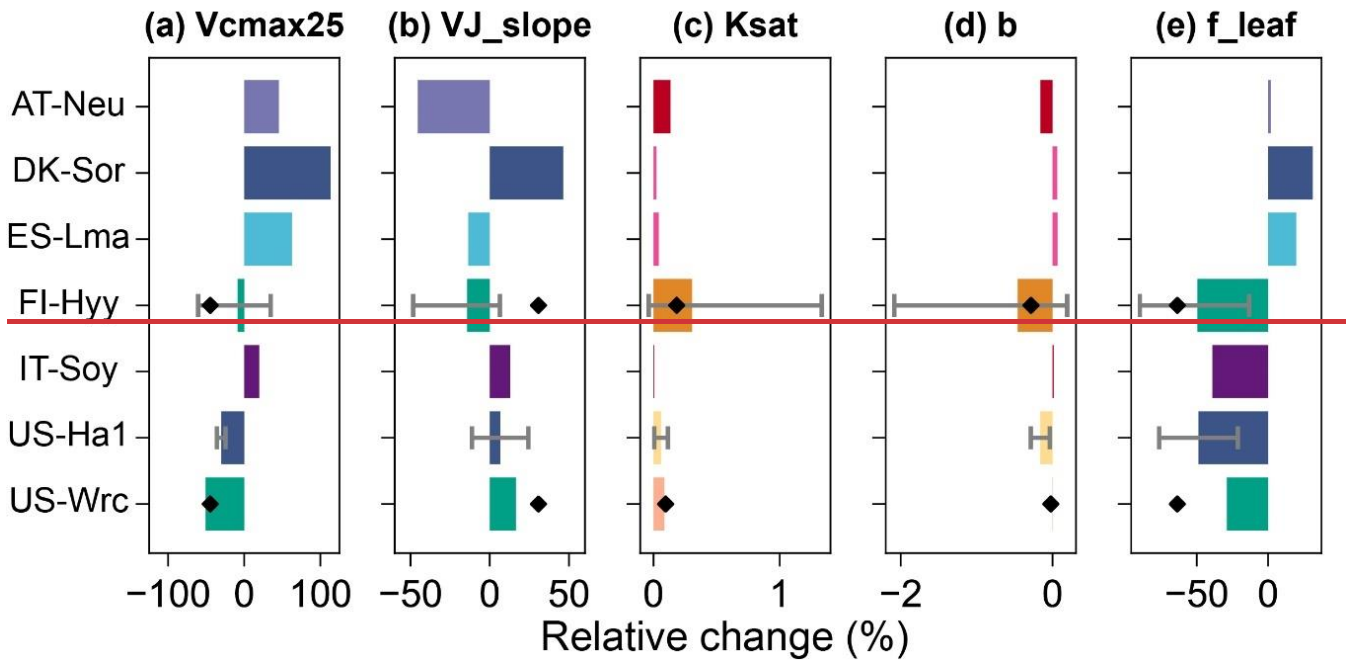 (a) Vcmax25 (b) VJ_slope (c) Ksat (d) b (e) f_leaf
AT-Neu
DK-Sor
ES-Lma
FI-Hyy
IT-Soy
US-Ha1
US-Wrc
−100 0 100 −50 0 50 0 1 −2 0 −50 0
Relative change (%)